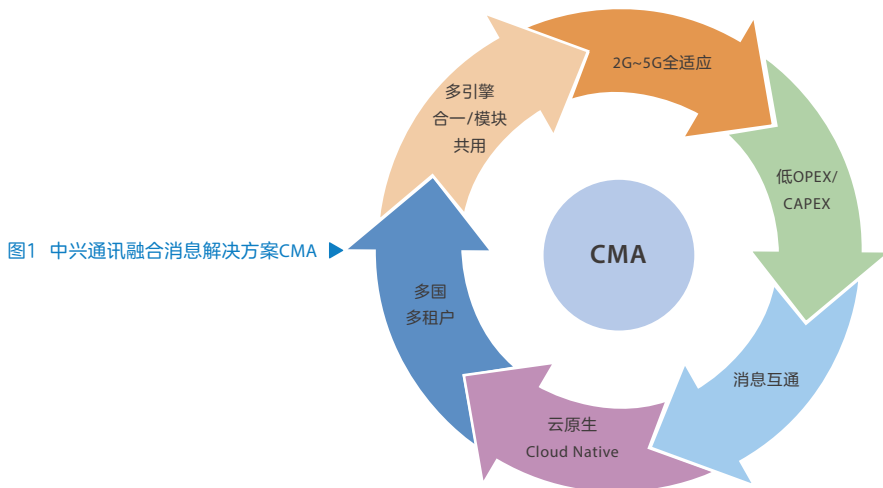 2G~5G全适应
多引擎
合一/模块
共用
低OPEX/
CAPEX
图1 中兴通讯融合消息解决方案CMA
CMA
多国
多租户
消息互通
云原生
Cloud Native